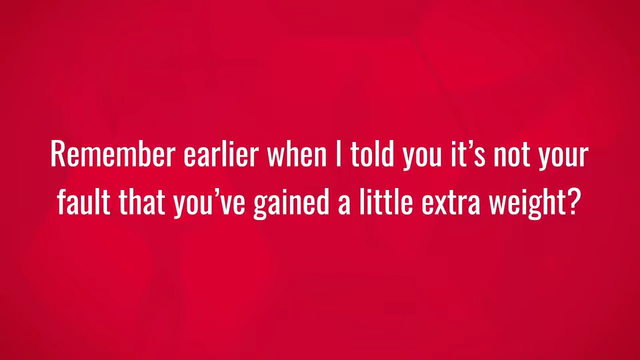 Remember earlier when I told you it’s not your
fault that you’ve gained a little extra weight?